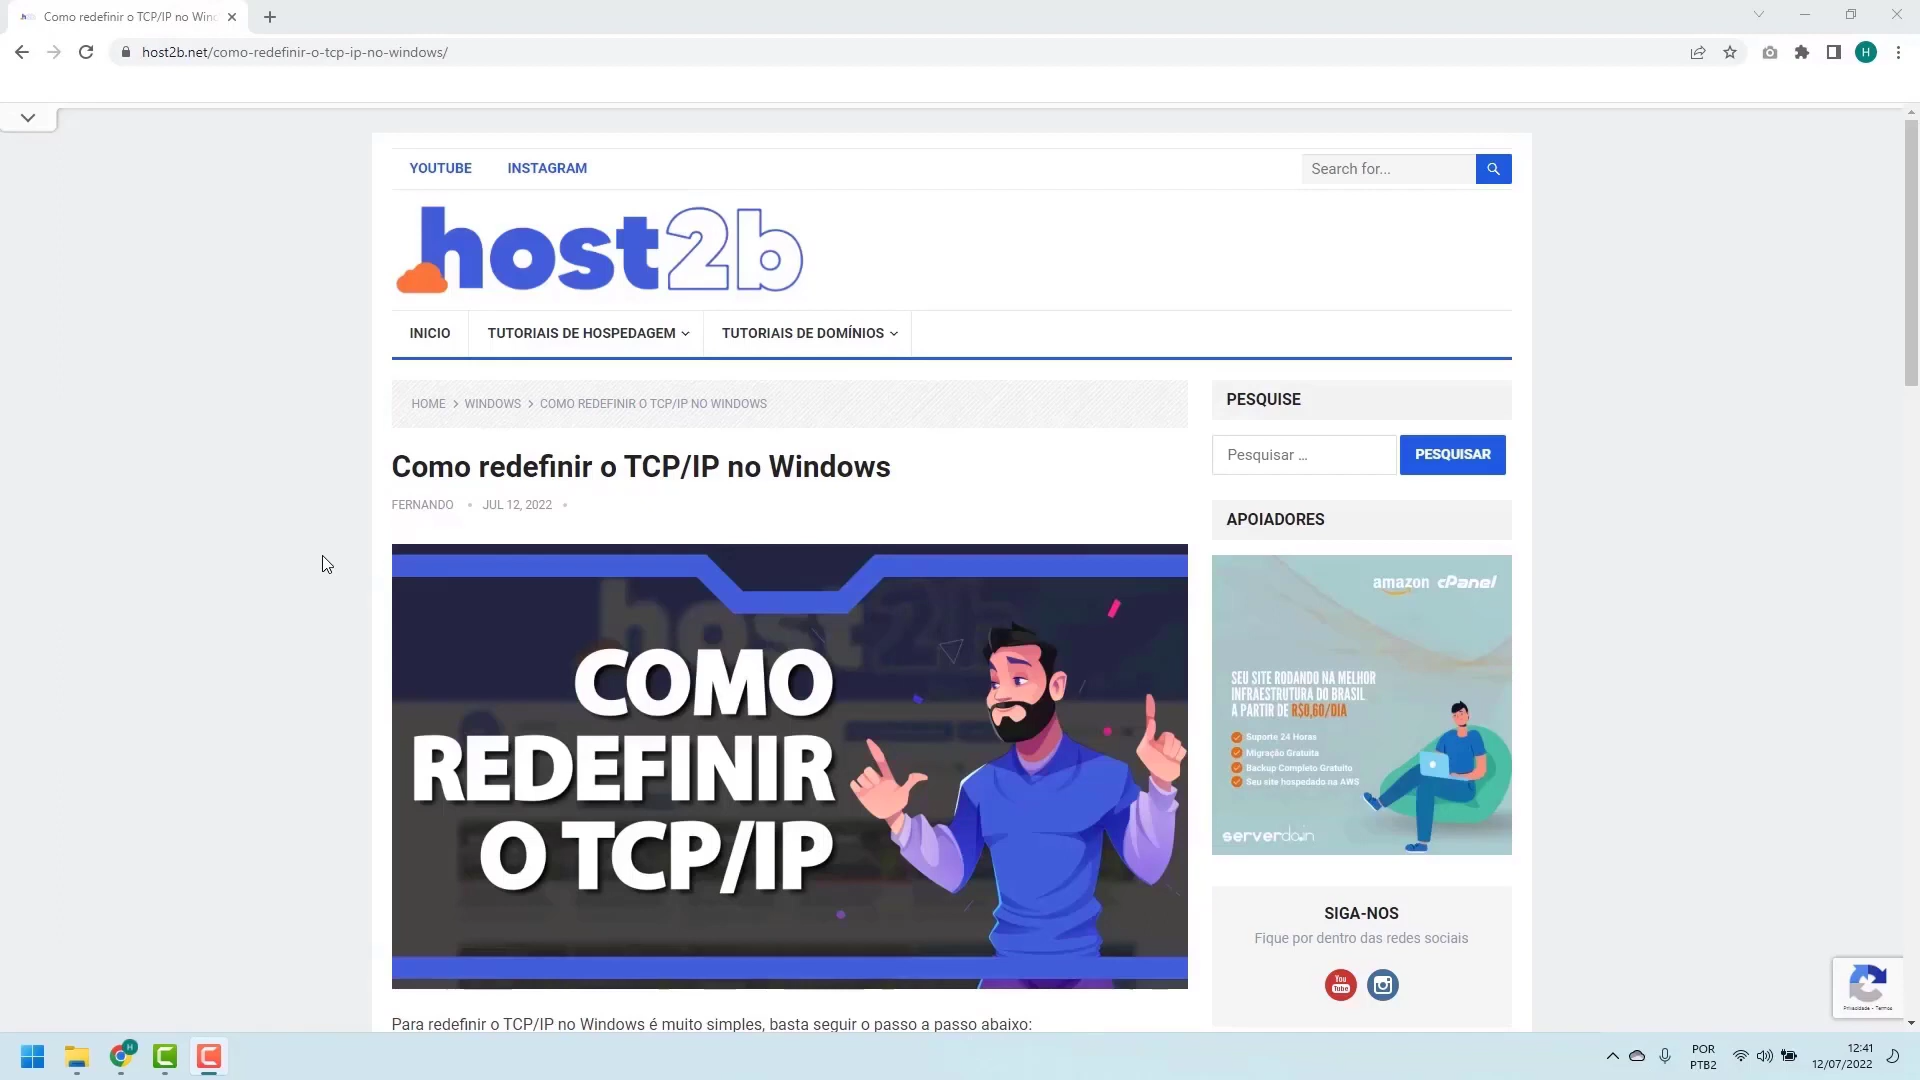 Como redefinir o TCP/IP no Wind
host2b.net/como-redefinir-o-tcp-ip-no-windows/
H
YOUTUBE INSTAGRAM
Search for...
host2b
INICIO TUTORIAIS DE HOSPEDAGEM TUTORIAIS DE DOMÍNIOS
HOME > WINDOWS > COMO REDEFINIR O TCP/IP NO WINDOWS
Como redefinir o TCP/IP no Windows
FERNANDO • JUL 12, 2022 •
host2b
COMO
REDEFINIR
O TCP/IP
Para redefinir o TCP/IP no Windows é muito simples, basta seguir o passo a passo abaixo:
PESQUISE
Pesquisar …
PESQUISAR
APOIADORES
amazon cPanel
SEU SITE RODANDO NA MELHOR
INFRAESTRUTURA DO BRASIL
A PARTIR DE R$0,60/DIA
Suporte 24 Horas
Migração Gratuita
Backup Completo Gratuito
Seu site hospedado na AWS
serverdo.in
SIGA-NOS
Fique por dentro das redes sociais
You
Tube
Privacidade - Termos
H
POR
PTB2
12:41
12/07/2022